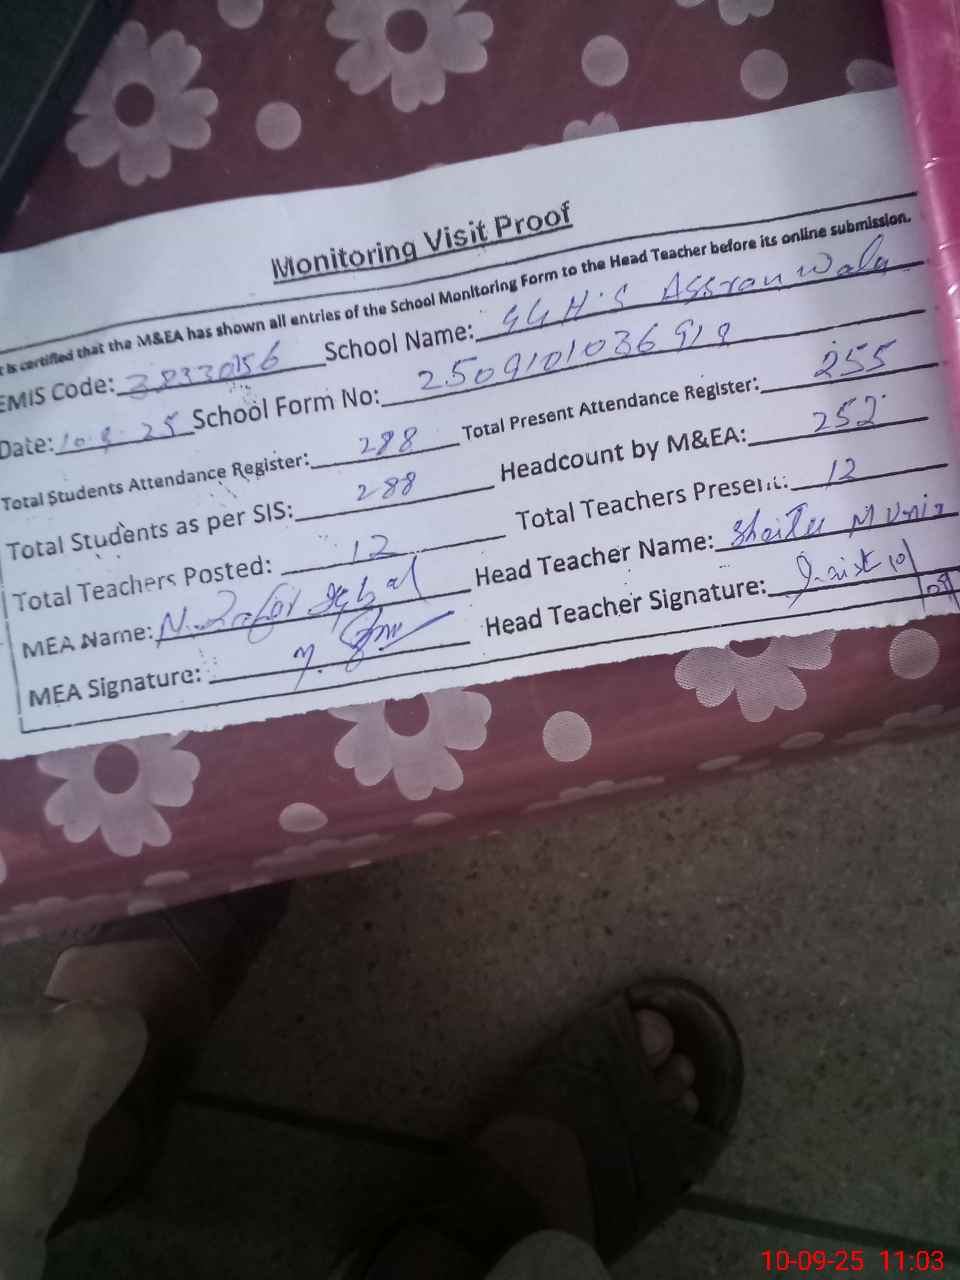 Monitoring Visit Proof
is certified that the M&EA has shown all entries of the School Monitoring Form to the Head Teacher before its online submission.
EMIS Code: 38330156 School Name: GGH.S Assranwala
Date: 10-9-25 School Form No: 2509101036919
Total Students Attendance Register: 288 Total Present Attendance Register: 255
Total Students as per SIS: 288 Headcount by M&EA: 252
Total Teachers Posted: 12 Total Teachers Present: 12
MEA Name: Head Teacher Name:
MEA Signature: Head Teacher Signature:
10-09-25 11:03